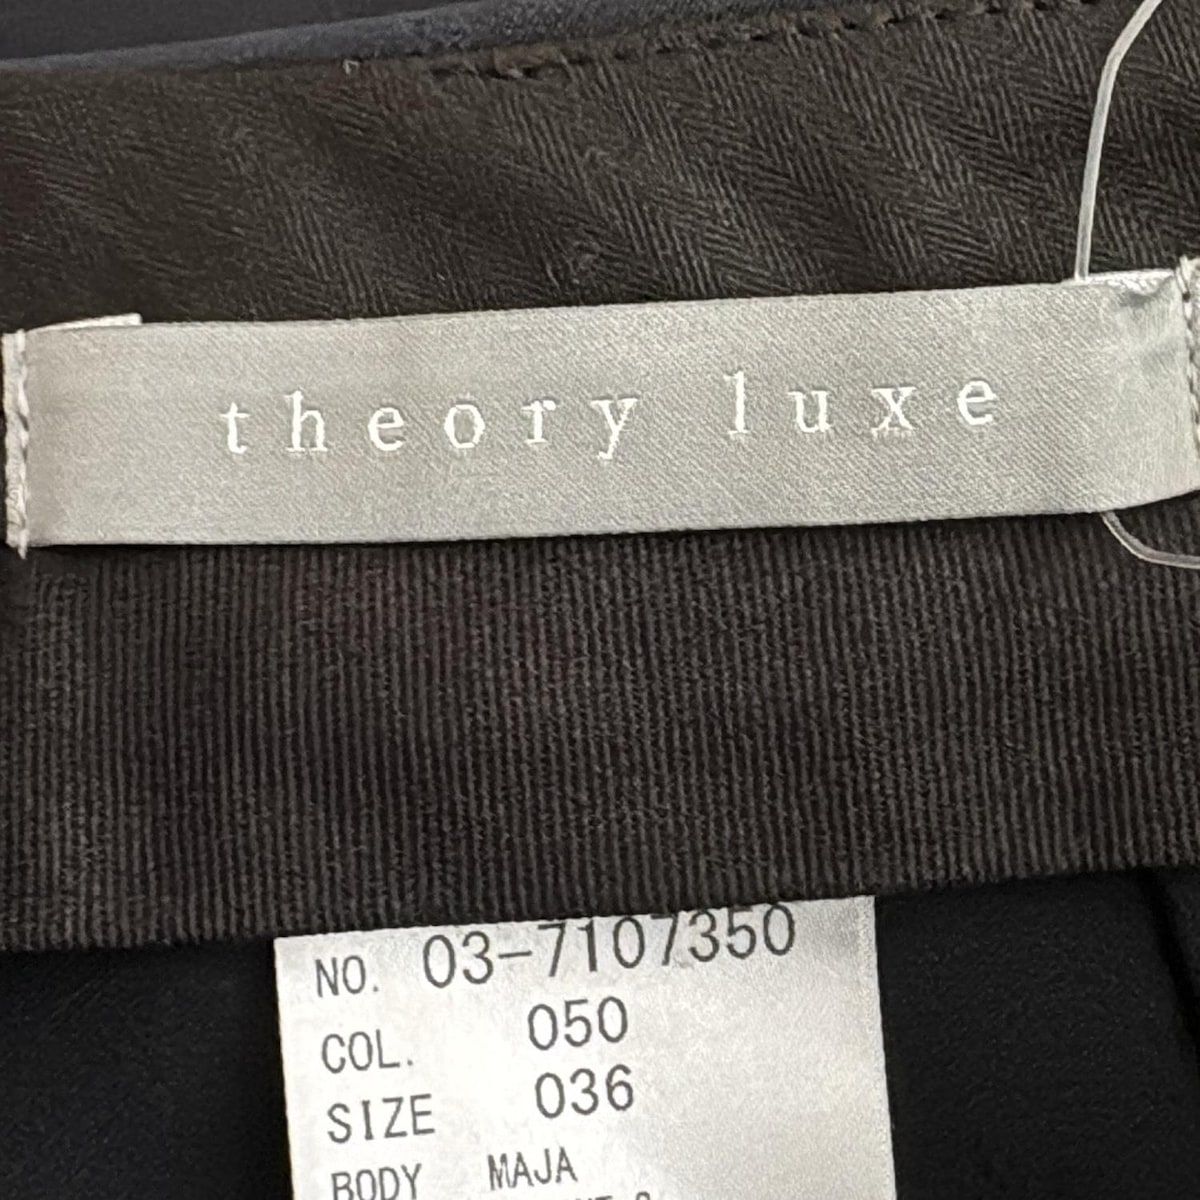 theory luxe
NO. 03-7107350
COL. 050
SIZE 036
BODY MAJA